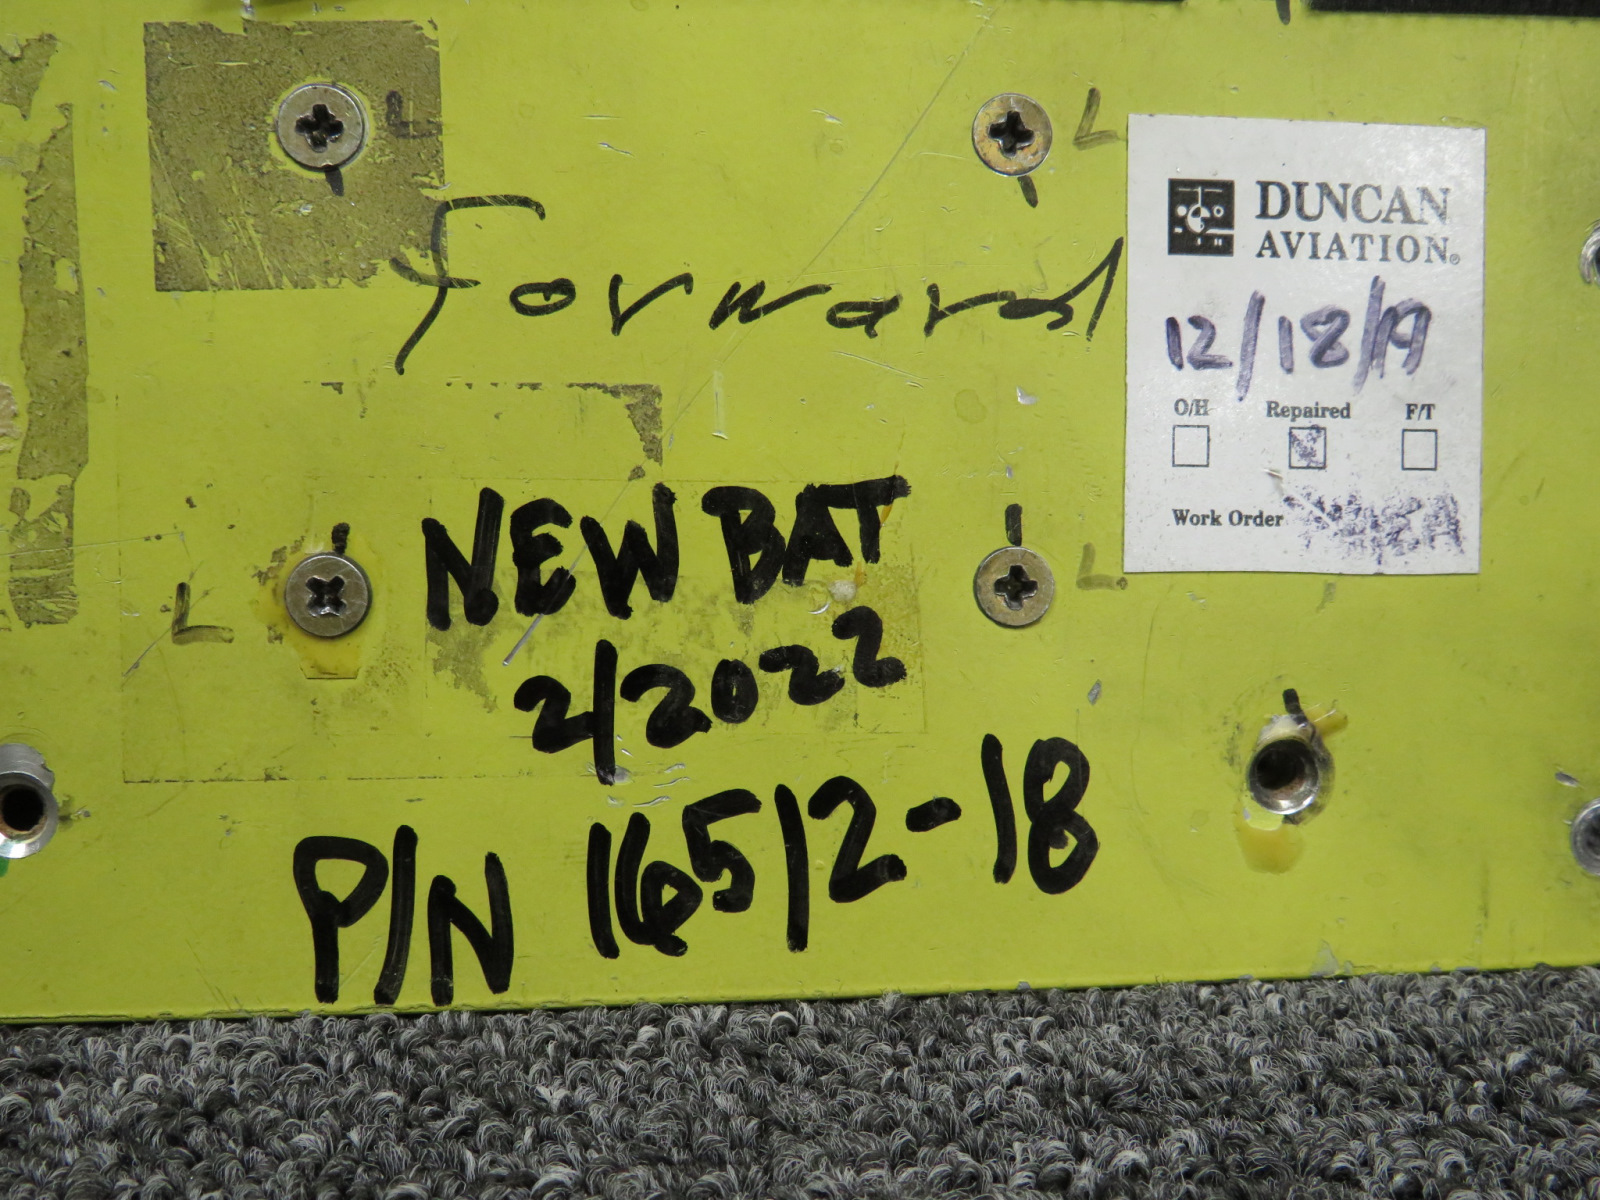 L
L
Forward
DUNCAN
AVIATION®
12/18/19
O/H Repaired F/T
Work Order
NEW BAT
L
L
2/2022
P/N 16512-18